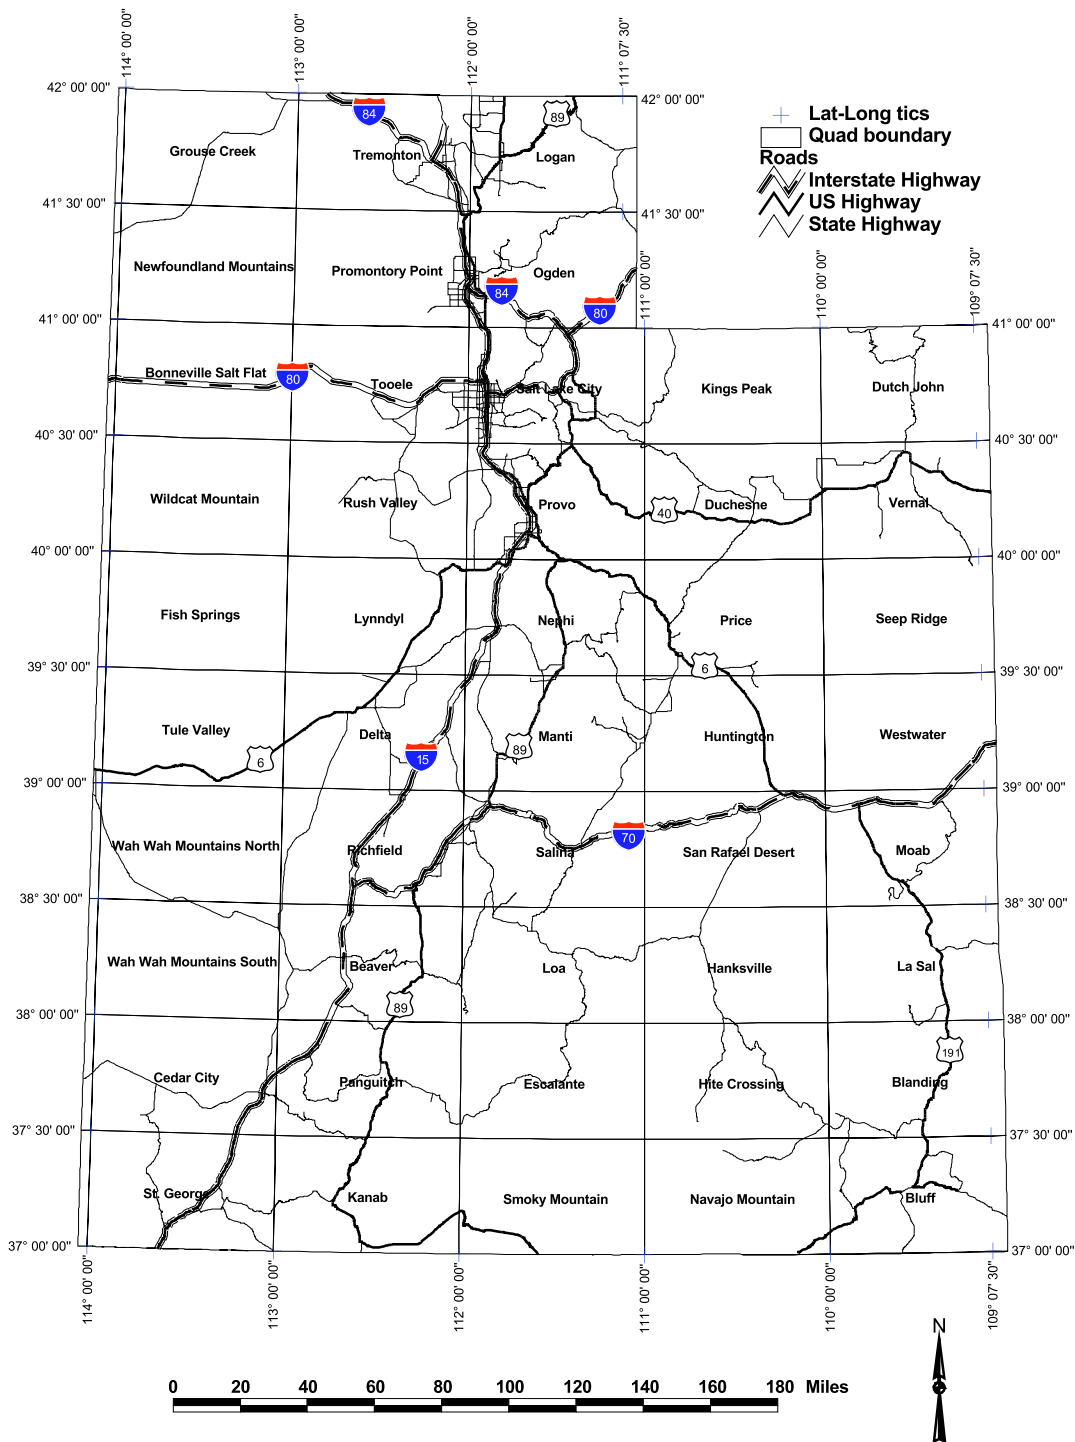 114° 00' 00"
113° 00' 00"
112° 00' 00"
111° 07' 30"
42° 00' 00"
42° 00' 00"
84
89
Lat-Long tics
Quad boundary
Roads
Interstate Highway
US Highway
State Highway
Grouse Creek
Tremonton
Logan
41° 30' 00"
41° 30' 00"
111° 00' 00"
110° 00' 00"
109° 07' 30"
Newfoundland Mountains
Promontory Point
Ogden
84
80
41° 00' 00"
41° 00' 00"
Bonneville Salt Flat
80
Tooele
Salt Lake City
Kings Peak
Dutch John
40° 30' 00"
40° 30' 00"
Wildcat Mountain
Rush Valley
Provo
40
Duchesne
Vernal
40° 00' 00"
40° 00' 00"
Fish Springs
Lynndyl
Nephi
Price
Seep Ridge
39° 30' 00"
6
39° 30' 00"
Tule Valley
Delta
Manti
Huntington
Westwater
6
15
89
39° 00' 00"
39° 00' 00"
70
Wah Wah Mountains North
Richfield
Salina
San Rafael Desert
Moab
38° 30' 00"
38° 30' 00"
Wah Wah Mountains South
Beaver
Loa
Hanksville
La Sal
89
38° 00' 00"
38° 00' 00"
191
Cedar City
Panguitch
Escalante
Hite Crossing
Blanding
37° 30' 00"
37° 30' 00"
St. George
Kanab
Smoky Mountain
Navajo Mountain
Bluff
37° 00' 00"
37° 00' 00"
114° 00' 00"
113° 00' 00"
112° 00' 00"
111° 00' 00"
110° 00' 00"
109° 07' 30"
N
0 20 40 60 80 100 120 140 160 180 Miles